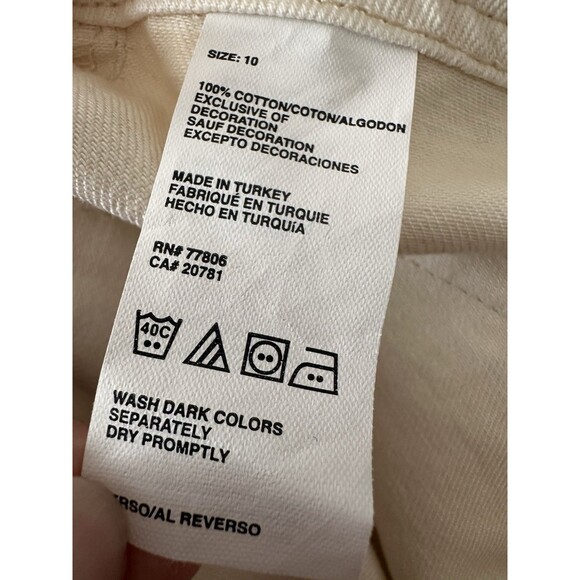 SIZE: 10
100% COTTON/COTON/ALGODON
EXCLUSIVE OF
DECORATION
SAUF DECORATION
EXCEPTO DECORACIONES
MADE IN TURKEY
FABRIQUÉ EN TURQUIE
HECHO EN TURQUíA
RN# 77806
CA# 20781
40C
WASH DARK COLORS
SEPARATELY
DRY PROMPTLY
ERSO/AL REVERSO